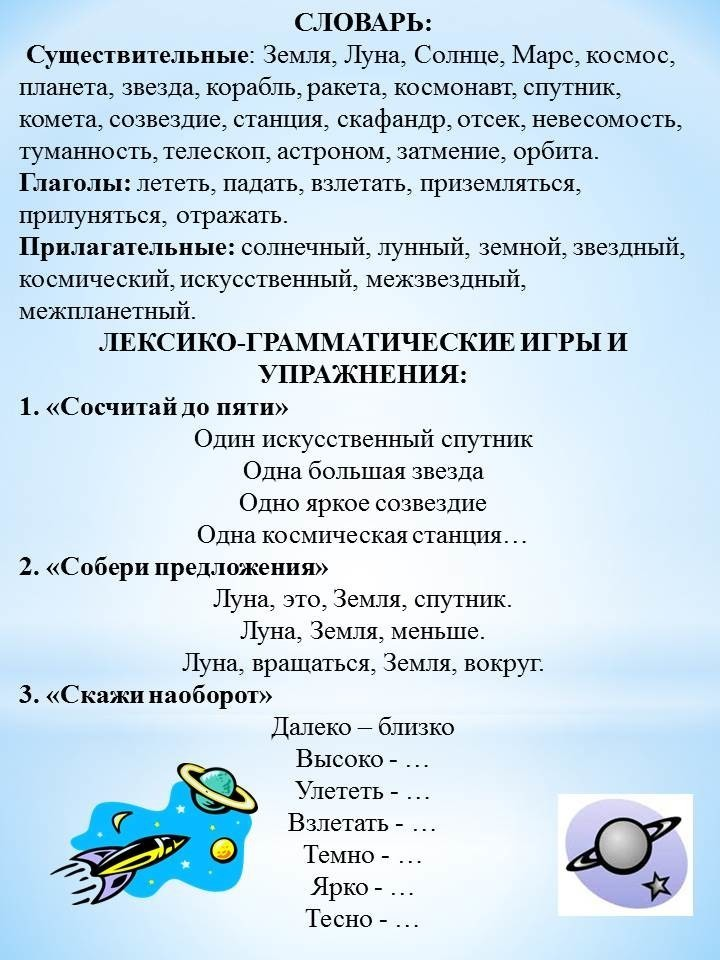 СЛОВАРЬ:
Существительные: Земля, Луна, Солнце, Марс, космос,
планета, звезда, корабль, ракета, космонавт, спутник,
комета, созвездие, станция, скафандр, отсек, невесомость,
туманность, телескоп, астроном, затмение, орбита.
Глаголы: лететь, падать, взлетать, приземляться,
прилуняться, отражать.
Прилагательные: солнечный, лунный, земной, звездный,
космический, искусственный, межзвездный,
межпланетный.
ЛЕКСИКО-ГРАММАТИЧЕСКИЕ ИГРЫ И
УПРАЖНЕНИЯ:
1. «Сосчитай до пяти»
Один искусственный спутник
Одна большая звезда
Одно яркое созвездие
Одна космическая станция…
2. «Собери предложения»
Луна, это, Земля, спутник.
Луна, Земля, меньше.
Луна, вращаться, Земля, вокруг.
3. «Скажи наоборот»
Далеко – близко
Высоко - …
Улететь - …
Взлетать - …
Темно - …
Ярко - …
Тесно - …